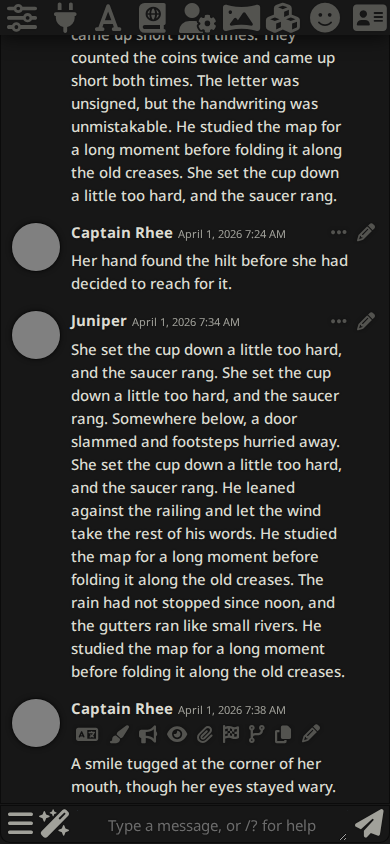 came up short both times. They
counted the coins twice and came up
short both times. The letter was
unsigned, but the handwriting was
unmistakable. He studied the map for
a long moment before folding it along
the old creases. She set the cup down
a little too hard, and the saucer rang.
Captain Rhee April 1, 2026 7:24 AM
Her hand found the hilt before she had
decided to reach for it.
Juniper April 1, 2026 7:34 AM
She set the cup down a little too hard,
and the saucer rang. She set the cup
down a little too hard, and the saucer
rang. Somewhere below, a door
slammed and footsteps hurried away.
She set the cup down a little too hard,
and the saucer rang. He leaned
against the railing and let the wind
take the rest of his words. He studied
the map for a long moment before
folding it along the old creases. The
rain had not stopped since noon, and
the gutters ran like small rivers. He
studied the map for a long moment
before folding it along the old creases.
Captain Rhee April 1, 2026 7:38 AM
A smile tugged at the corner of her
mouth, though her eyes stayed wary.
Type a message, or /? for help